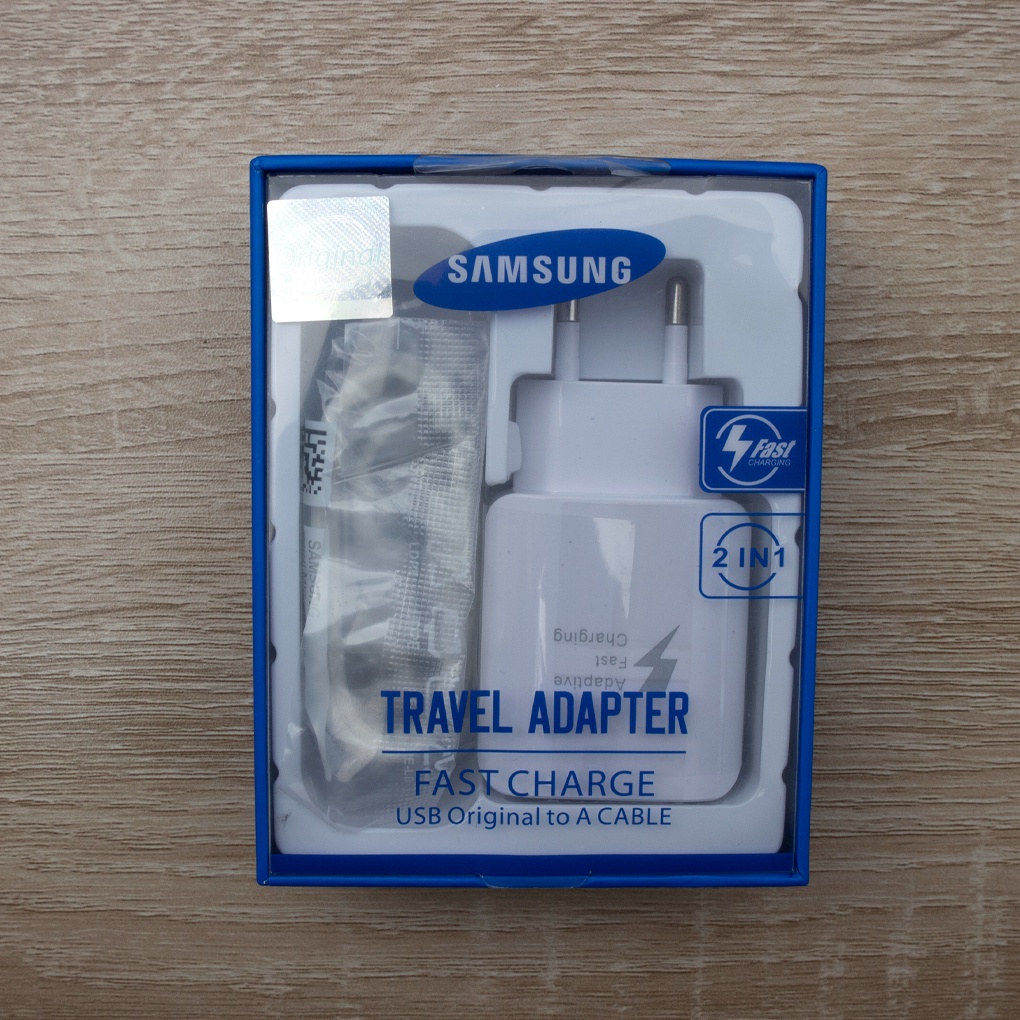 Original
SAMSUNG
Fast
CHARGING
2 IN 1
Adaptive
Fast
Charging
TRAVEL ADAPTER
FAST CHARGE
USB Original to A CABLE